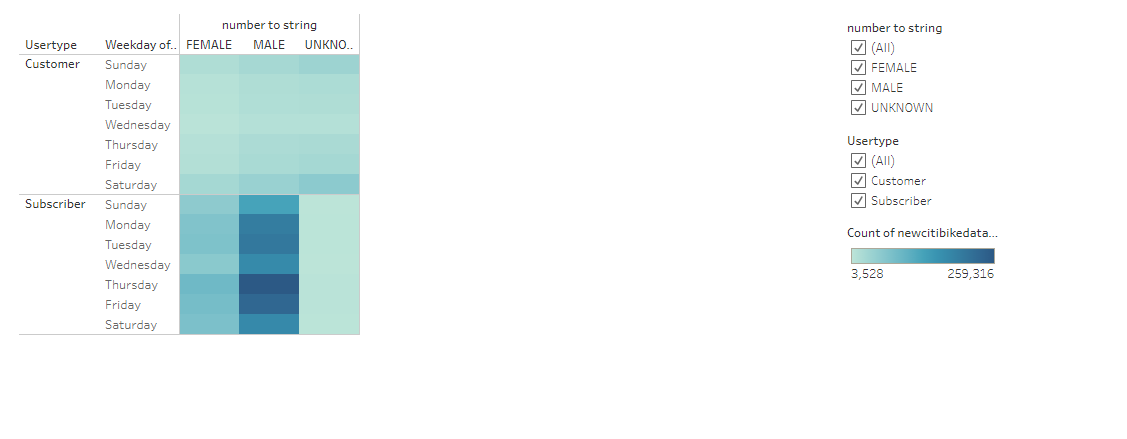 number to string
Usertype Weekday of.. FEMALE MALE UNKNO..
Customer Sunday
Monday
Tuesday
Wednesday
Thursday
Friday
Saturday
Subscriber Sunday
Monday
Tuesday
Wednesday
Thursday
Friday
Saturday
number to string
(All)
FEMALE
MALE
UNKNOWN
Usertype
(All)
Customer
Subscriber
Count of newcitibikedata...
3,528 259,316